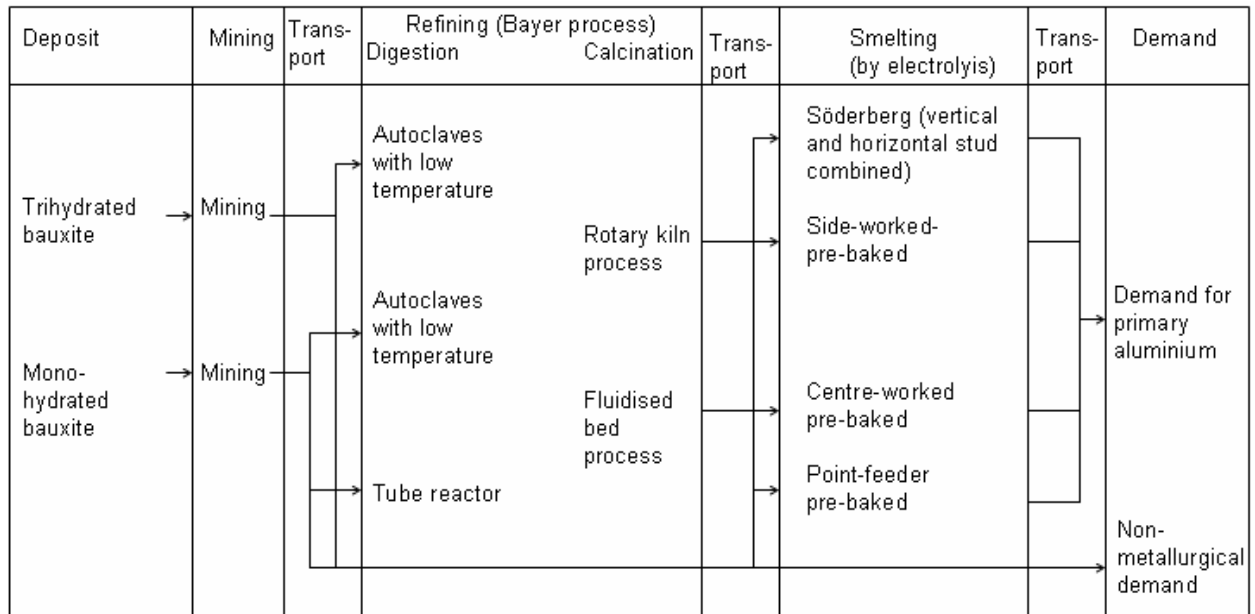 Deposit
Mining
Trans-
port
Refining (Bayer process)
Digestion
Calcination
Trans-
port
Smelting
(by electrolyis)
Trans-
port
Demand
Trihydrated
bauxite
Mining
Mono-
hydrated
bauxite
Mining
Autoclaves
with low
temperature
Autoclaves
with low
temperature
Tube reactor
Rotary kiln
process
Fluidised
bed
process
Söderberg (vertical
and horizontal stud
combined)
Side-worked-
pre-baked
Centre-worked
pre-baked
Point-feeder
pre-baked
Demand for
primary
aluminium
Non-
metallurgical
demand